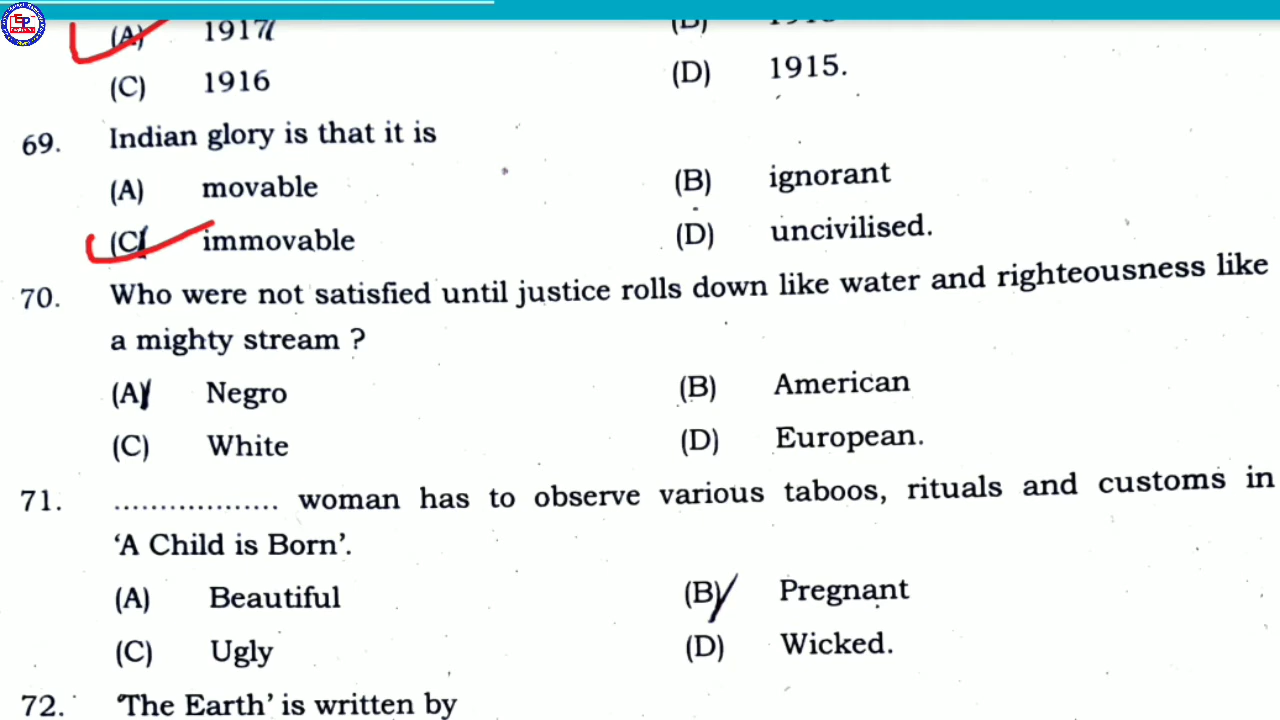 (A) 1917
(C) 1916 (D) 1915.
69. Indian glory is that it is
(A) movable (B) ignorant
(C) immovable (D) uncivilised.
70. Who were not satisfied until justice rolls down like water and righteousness like
a mighty stream ?
(A) Negro (B) American
(C) White (D) European.
71. .................. woman has to observe various taboos, rituals and customs in
‘A Child is Born’.
(A) Beautiful (B) Pregnant
(C) Ugly (D) Wicked.
72. ‘The Earth’ is written by